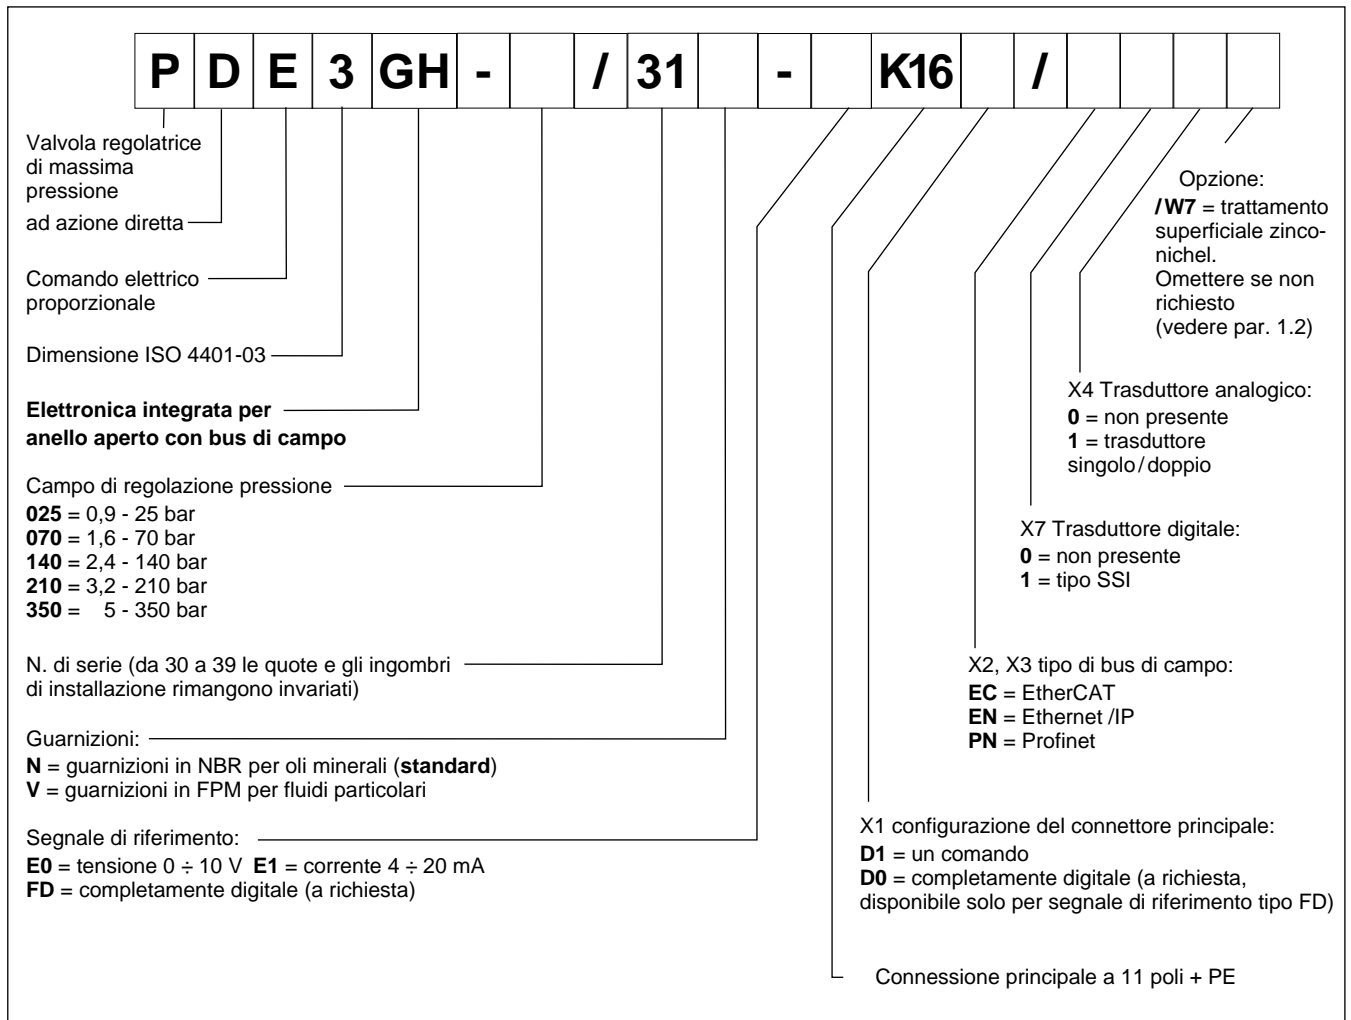 P D E 3 GH - / 31 - K16 /
Valvola regolatrice
di massima
pressione
ad azione diretta
Comando elettrico
proporzionale
Dimensione ISO 4401-03
Elettronica integrata per
anello aperto con bus di campo
Campo di regolazione pressione
025 = 0,9 - 25 bar
070 = 1,6 - 70 bar
140 = 2,4 - 140 bar
210 = 3,2 - 210 bar
350 = 5 - 350 bar
N. di serie (da 30 a 39 le quote e gli ingombri
di installazione rimangono invariati)
Guarnizioni:
N = guarnizioni in NBR per oli minerali (standard)
V = guarnizioni in FPM per fluidi particolari
Segnale di riferimento:
E0 = tensione 0 ÷ 10 V E1 = corrente 4 ÷ 20 mA
FD = completamente digitale (a richiesta)
Opzione:
/W7 = trattamento
superficiale zinco-
nichel.
Omettere se non
richiesto
(vedere par. 1.2)
X4 Trasduttore analogico:
0 = non presente
1 = trasduttore
singolo/doppio
X7 Trasduttore digitale:
0 = non presente
1 = tipo SSI
X2, X3 tipo di bus di campo:
EC = EtherCAT
EN = Ethernet /IP
PN = Profinet
X1 configurazione del connettore principale:
D1 = un comando
D0 = completamente digitale (a richiesta,
disponibile solo per segnale di riferimento tipo FD)
Connessione principale a 11 poli + PE